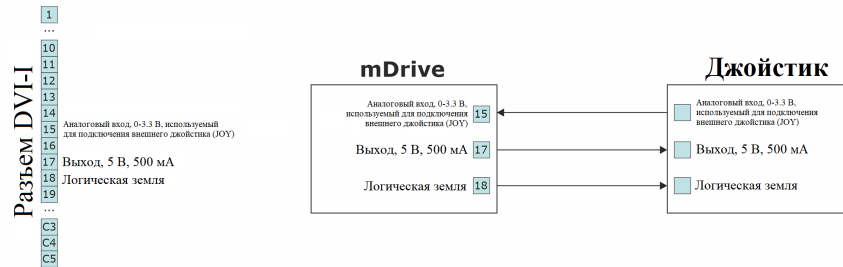 Разъем DVI-I
1
...
10
11
12
13
14
15
Аналоговый вход, 0-3.3 В, используемый
для подключения внешнего джойстика (JOY)
16
17
Выход, 5 В, 500 мА
18
Логическая земля
19
...
C3
C4
C5
mDrive
Аналоговый вход, 0-3.3 В,
используемый для подключения
внешнего джойстика (JOY)
15
Выход, 5 В, 500 мА
17
Логическая земля
18
Джойстик
Аналоговый вход, 0-3.3 В,
используемый для подключения
внешнего джойстика (JOY)
Выход, 5 В, 500 мА
Логическая земля